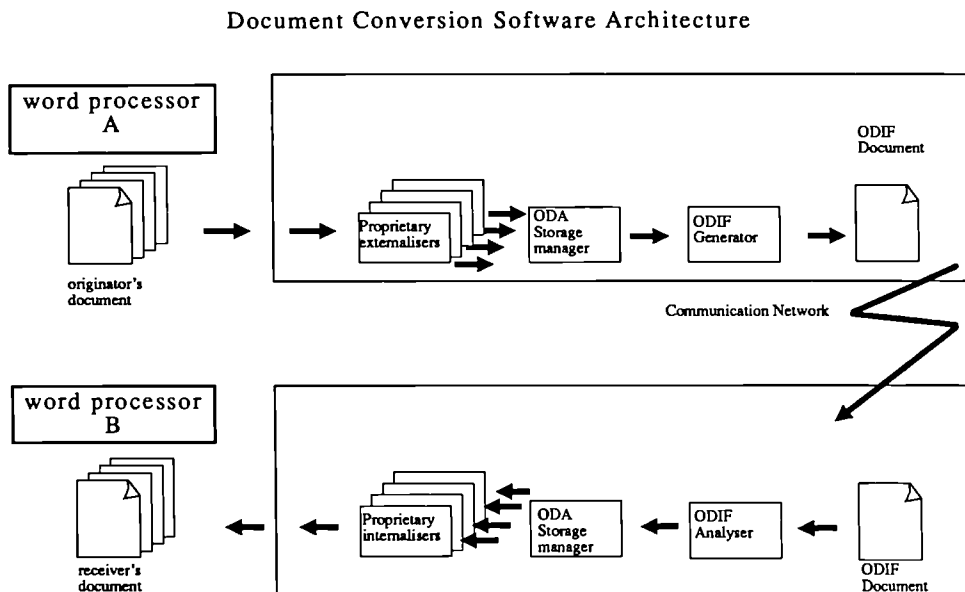 Document Conversion Software Architecture
word processor
A
originator's
document
Proprietary
externalisers
ODA
Storage
manager
ODIF
Generator
ODIF
Document
Communication Network
word processor
B
receiver's
document
Proprietary
internalisers
ODA
Storage
manager
ODIF
Analyser
ODIF
Document